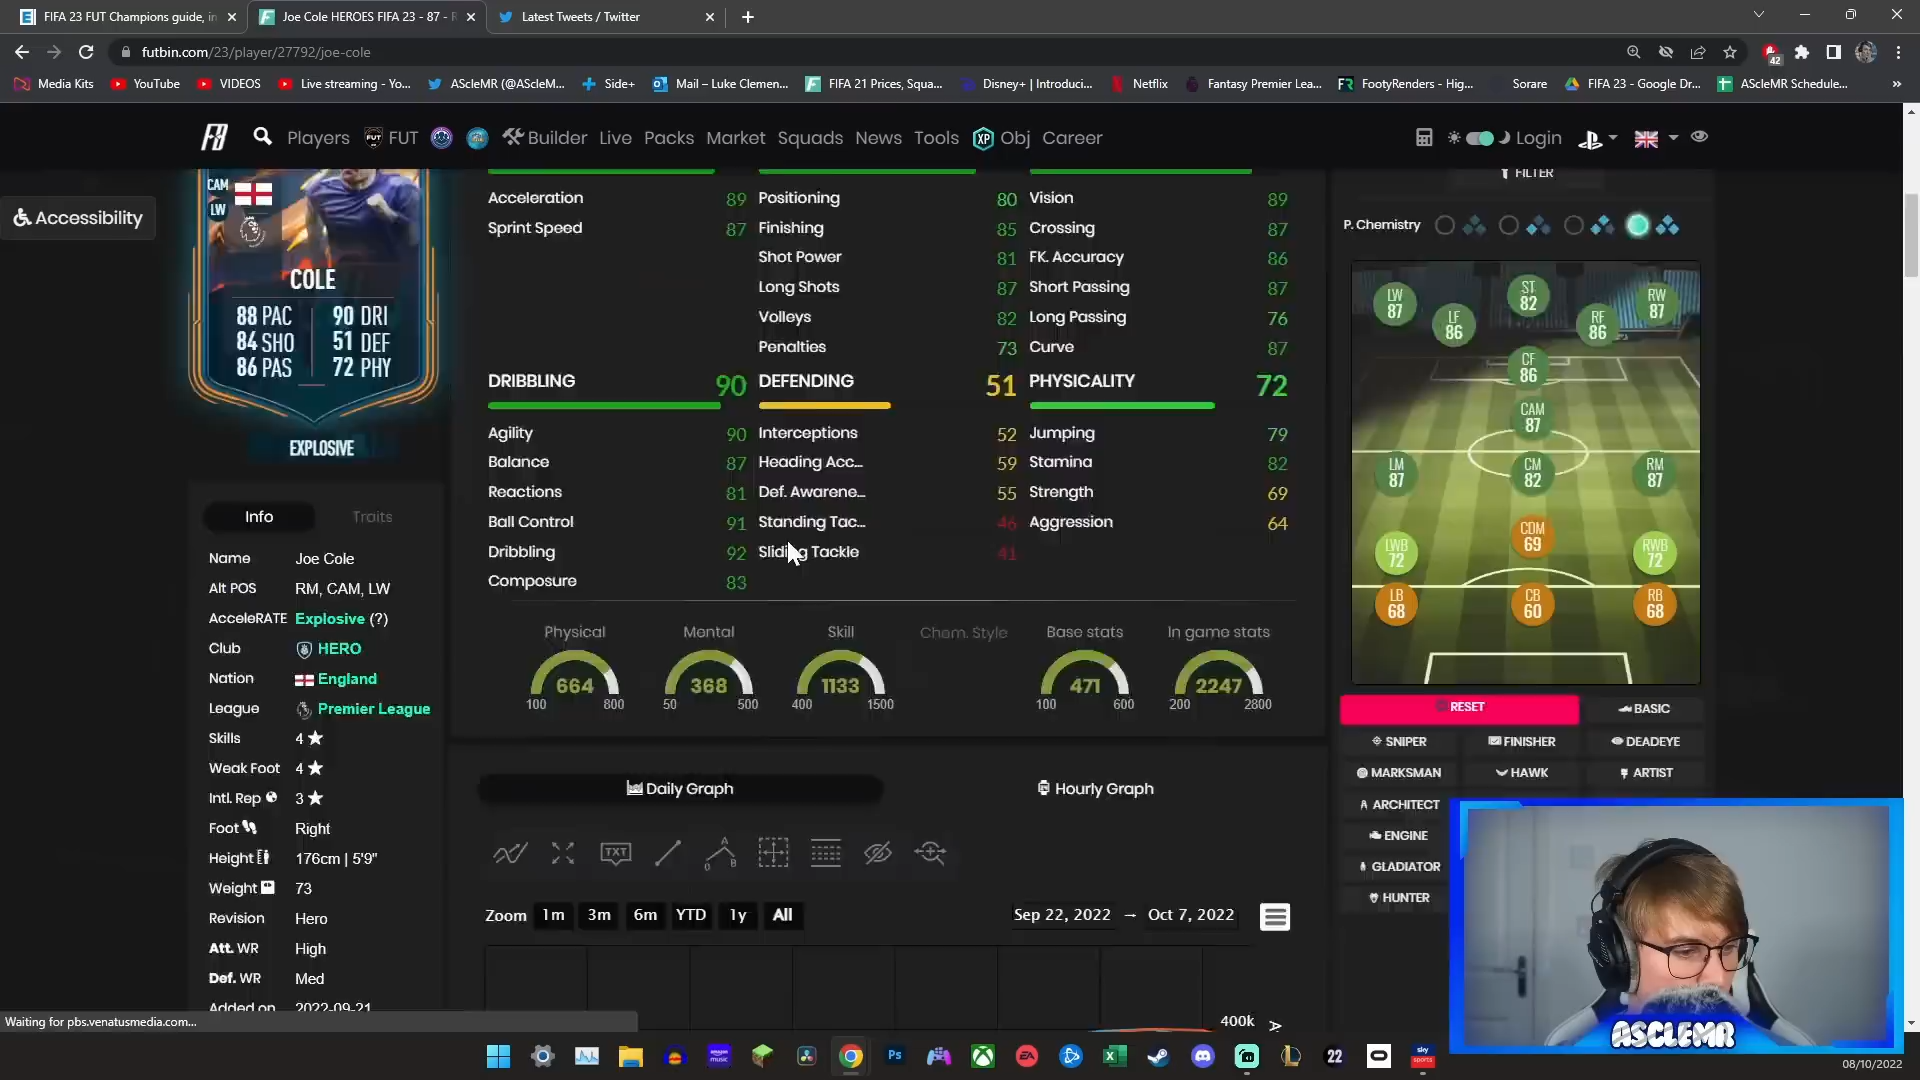 FIFA 23 FUT Champions guide, in
Joe Cole HEROES FIFA 23 - 87 - R
Latest Tweets / Twitter
futbin.com/23/player/27792/joe-cole
42
Media Kits
YouTube
VIDEOS
Live streaming - Yo...
AScleMR (@AScleM...
Side+
Mail – Luke Clemen...
FIFA 21 Prices, Squa...
Disney+ | Introduci...
Netflix
Fantasy Premier Lea...
FootyRenders - Hig...
Sorare
FIFA 23 - Google Dr...
AScleMR Schedule...
Players FUT Builder Live Packs Market Squads News Tools XP Obj Career Login
Accessibility
CAM
LW
COLE
88 PAC 90 DRI
84 SHO 51 DEF
86 PAS 72 PHY
EXPLOSIVE
Info Traits
Name Joe Cole
Alt POS RM, CAM, LW
AcceleRATE Explosive (?)
Club HERO
Nation England
League Premier League
Skills 4
Weak Foot 4
Intl. Rep 3
Foot Right
Height 176cm | 5'9"
Weight 73
Revision Hero
Att. WR High
Def. WR Med
Added on 2022-09-21
Acceleration 89 Positioning 80 Vision 89
Sprint Speed 87 Finishing 85 Crossing 87
Shot Power 81 FK. Accuracy 86
Long Shots 87 Short Passing 87
Volleys 82 Long Passing 76
Penalties 73 Curve 87
DRIBBLING 90 DEFENDING 51 PHYSICALITY 72
Agility 90 Interceptions 52 Jumping 79
Balance 87 Heading Acc... 59 Stamina 82
Reactions 81 Def. Awarene... 55 Strength 69
Ball Control 91 Standing Tac... 46 Aggression 64
Dribbling 92 Sliding Tackle 41
Composure 83
Physical Mental Skill Chem. Style Base stats In game stats
664 368 1133 471 2247
100 800 50 500 400 1500 100 600 200 2800
Daily Graph Hourly Graph
TXT
Zoom 1m 3m 6m YTD 1y All Sep 22, 2022 → Oct 7, 2022
400k
FILTER
P. Chemistry
ST
82
LW
87
RW
87
LF
86
RF
86
CF
86
CAM
87
LM
87
CM
82
RM
87
CDM
69
LWB
72
RWB
72
LB
68
CB
60
RB
68
RESET BASIC
SNIPER FINISHER DEADEYE
MARKSMAN HAWK ARTIST
ARCHITECT
ENGINE
GLADIATOR
HUNTER
ASCLEMR
Waiting for pbs.venatusmedia.com...
Ps
EA
22
sky
sports
08/10/2022